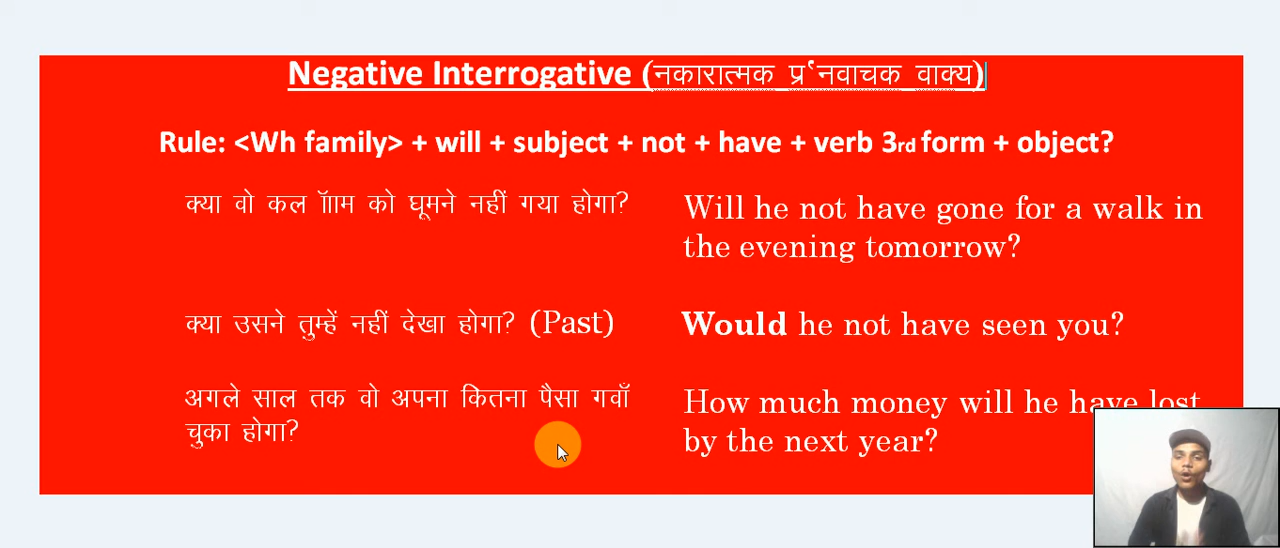 Negative Interrogative (नकारात्मक प्रʻनवाचक वाक्य)
Rule: <Wh family> + will + subject + not + have + verb 3rd form + object?
क्या वो कल ॉााम को घूमने नहीं गया होगा?
Will he not have gone for a walk in
the evening tomorrow?
क्या उसने तुम्हें नहीं देखा होगा? (Past)
Would he not have seen you?
अगले साल तक वो अपना कितना पैसा गवाँ
चुका होगा?
How much money will he have lost
by the next year?